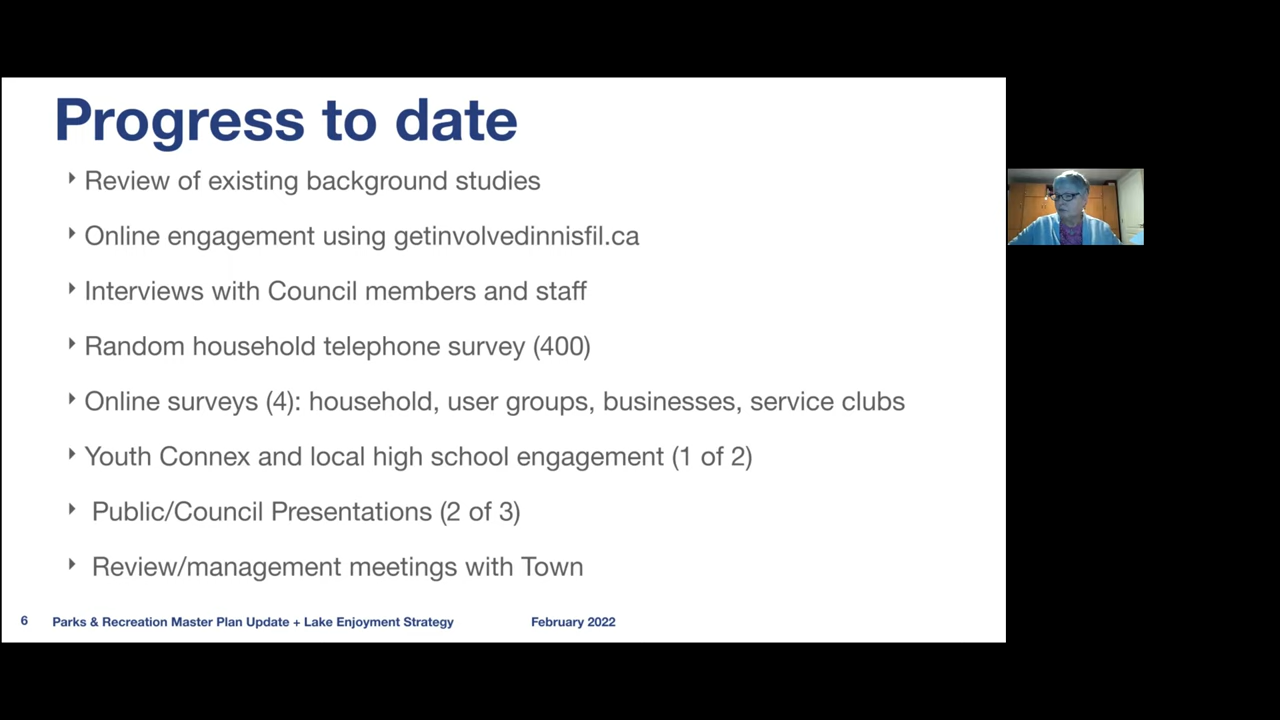 Progress to date
Review of existing background studies
Online engagement using getinvolvedinnisfil.ca
Interviews with Council members and staff
Random household telephone survey (400)
Online surveys (4): household, user groups, businesses, service clubs
Youth Connex and local high school engagement (1 of 2)
Public/Council Presentations (2 of 3)
Review/management meetings with Town
6 Parks & Recreation Master Plan Update + Lake Enjoyment Strategy February 2022